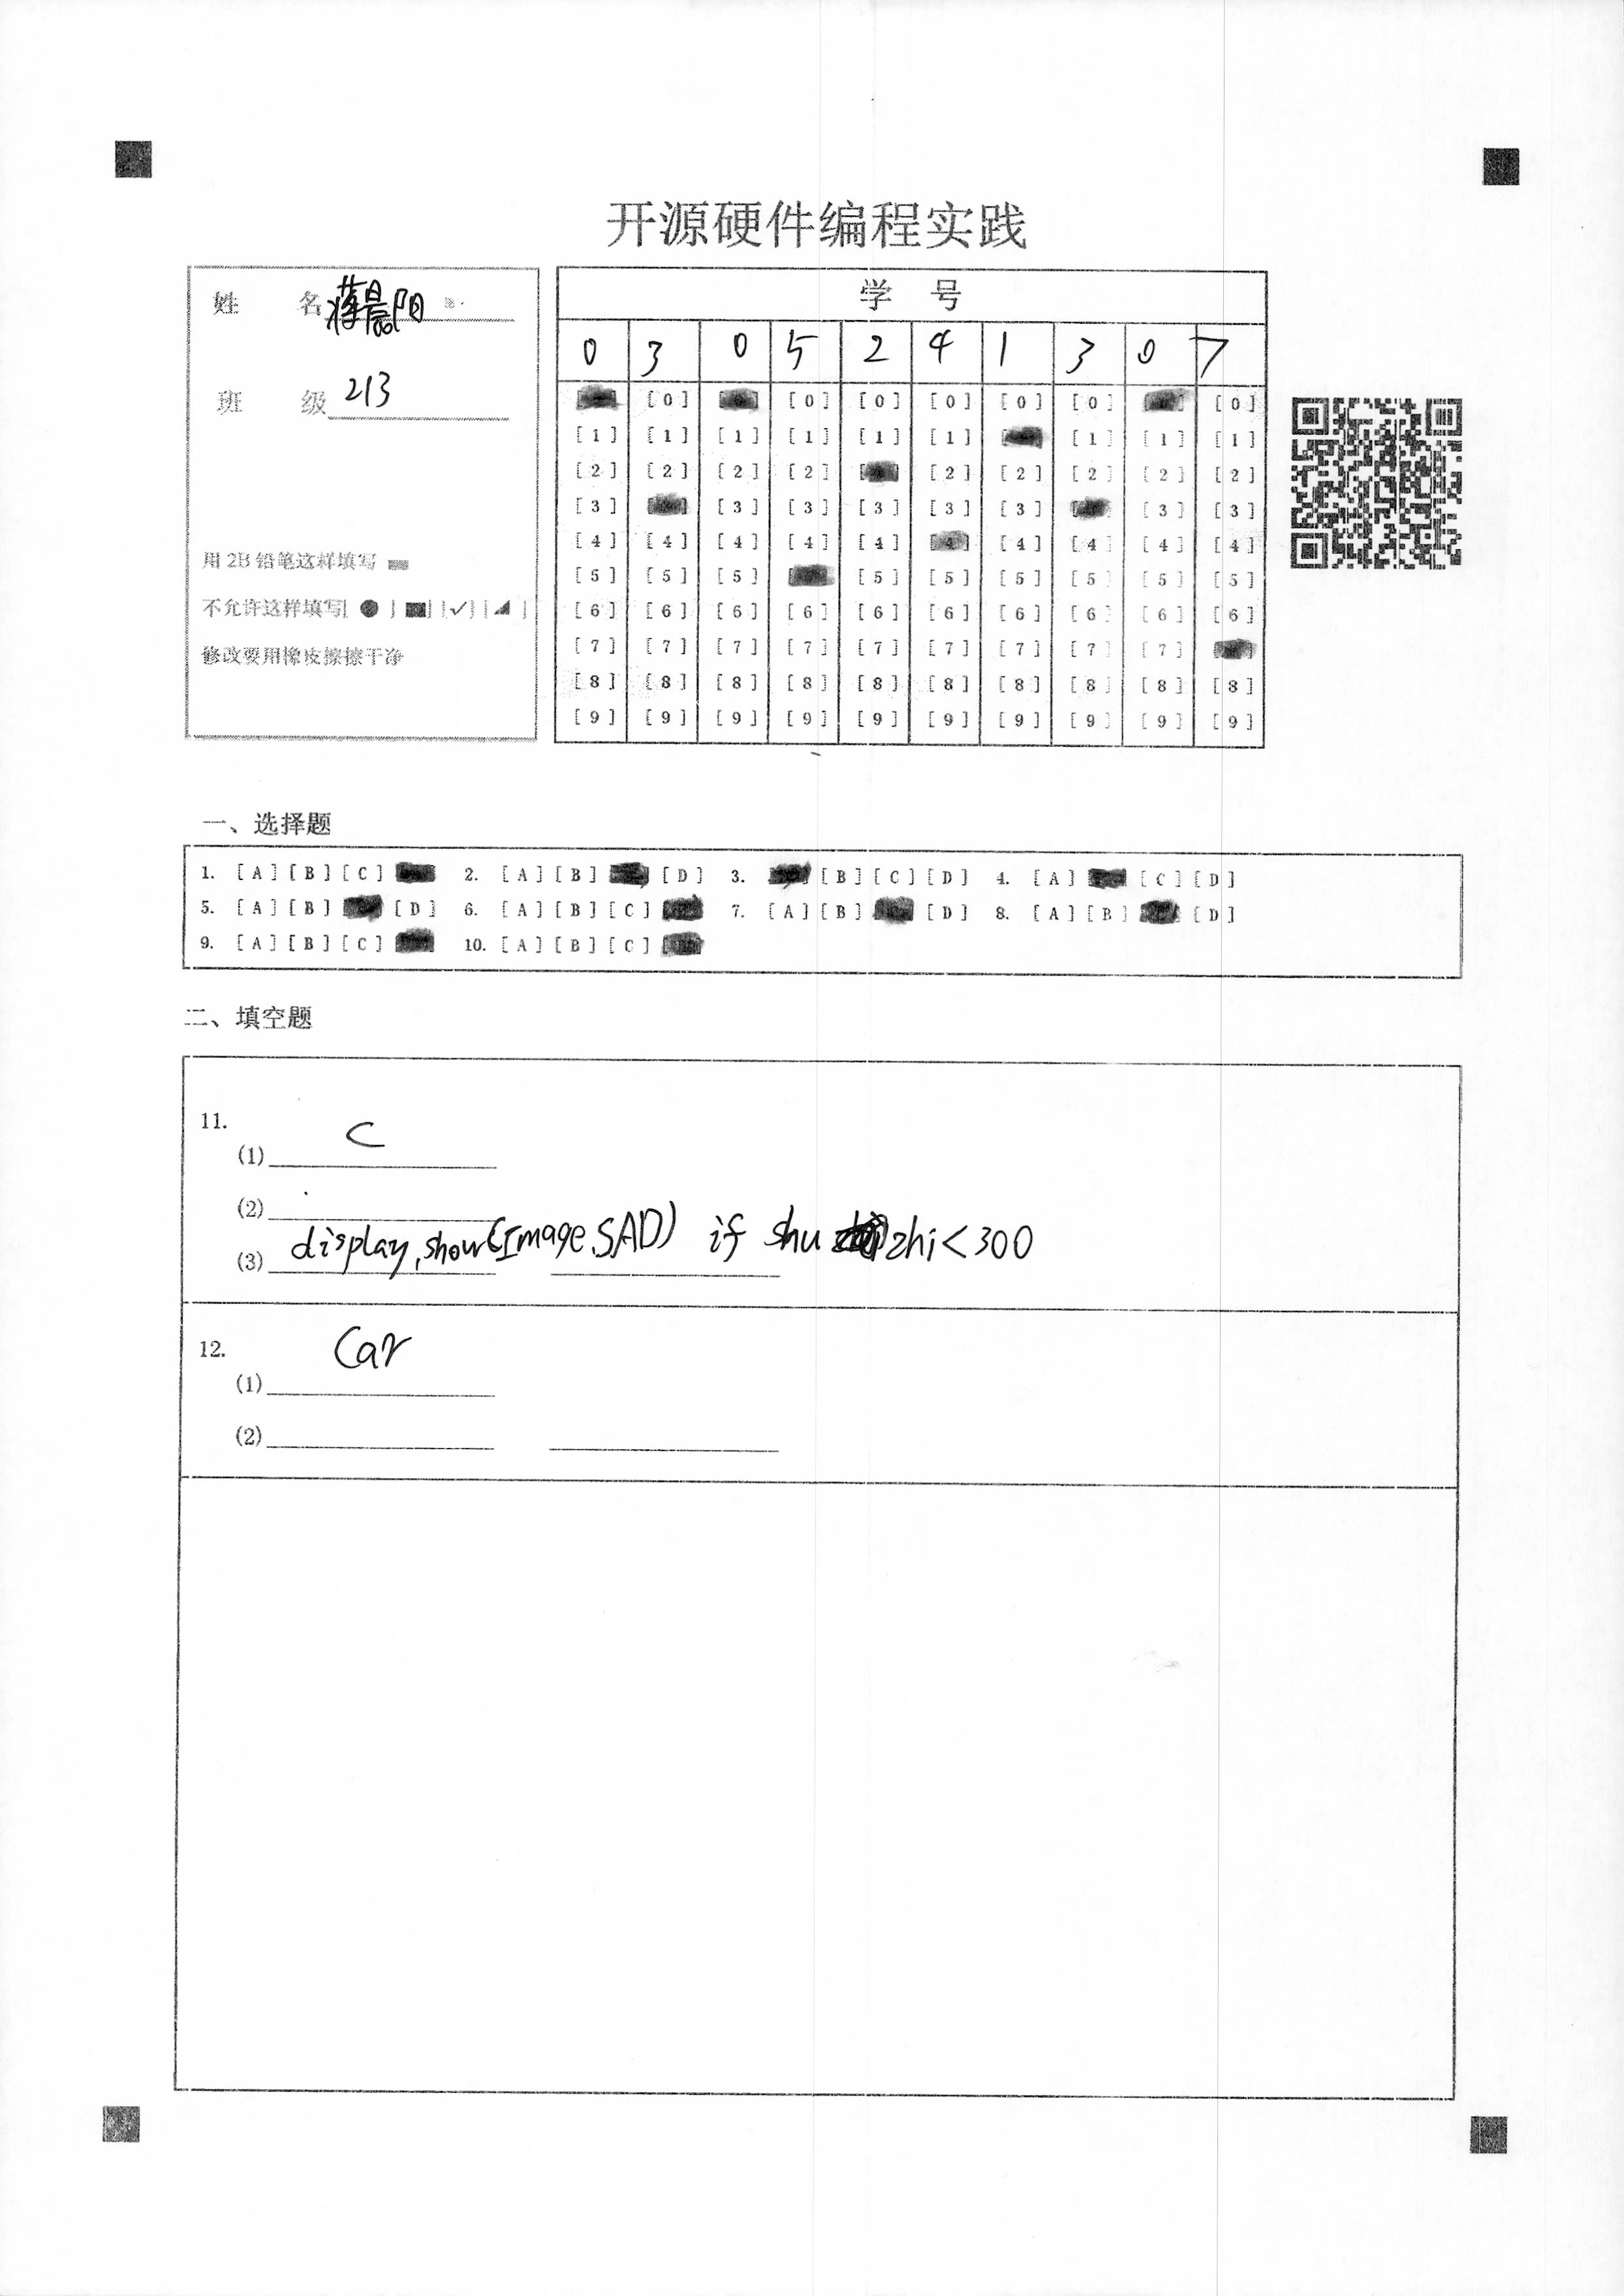 开源硬件编程实践
姓 名 蒋晨阳
班 级 213
用 2B 铅笔这样填写
不允许这样填写[ ● ] [■] [✓] [◢ ]
修改要用橡皮擦擦干净
学 号
0 3 0 5 2 4 1 3 0 7
[0] [0] [0] [0] [0] [0] [0]
[1] [1] [1] [1] [1] [1] [1] [1] [1]
[2] [2] [2] [2] [2] [2] [2] [2] [2]
[3] [3] [3] [3] [3] [3] [3] [3]
[4] [4] [4] [4] [4] [4] [4] [4] [4] [4]
[5] [5] [5] [5] [5] [5] [5] [5] [5]
[6] [6] [6] [6] [6] [6] [6] [6] [6] [6]
[7] [7] [7] [7] [7] [7] [7] [7] [7]
[8] [8] [8] [8] [8] [8] [8] [8] [8] [8]
[9] [9] [9] [9] [9] [9] [9] [9] [9] [9]
一、选择题
1. [A] [B] [C] 2. [A] [B] [D] 3. [B] [C] [D] 4. [A] [C] [D]
5. [A] [B] [D] 6. [A] [B] [C] 7. [A] [B] [D] 8. [A] [B] [D]
9. [A] [B] [C] 10. [A] [B] [C]
二、填空题
11.
(1) C
(2)
(3) display.show(Image.SAD) if shu zhi<300
12.
(1) Car
(2)